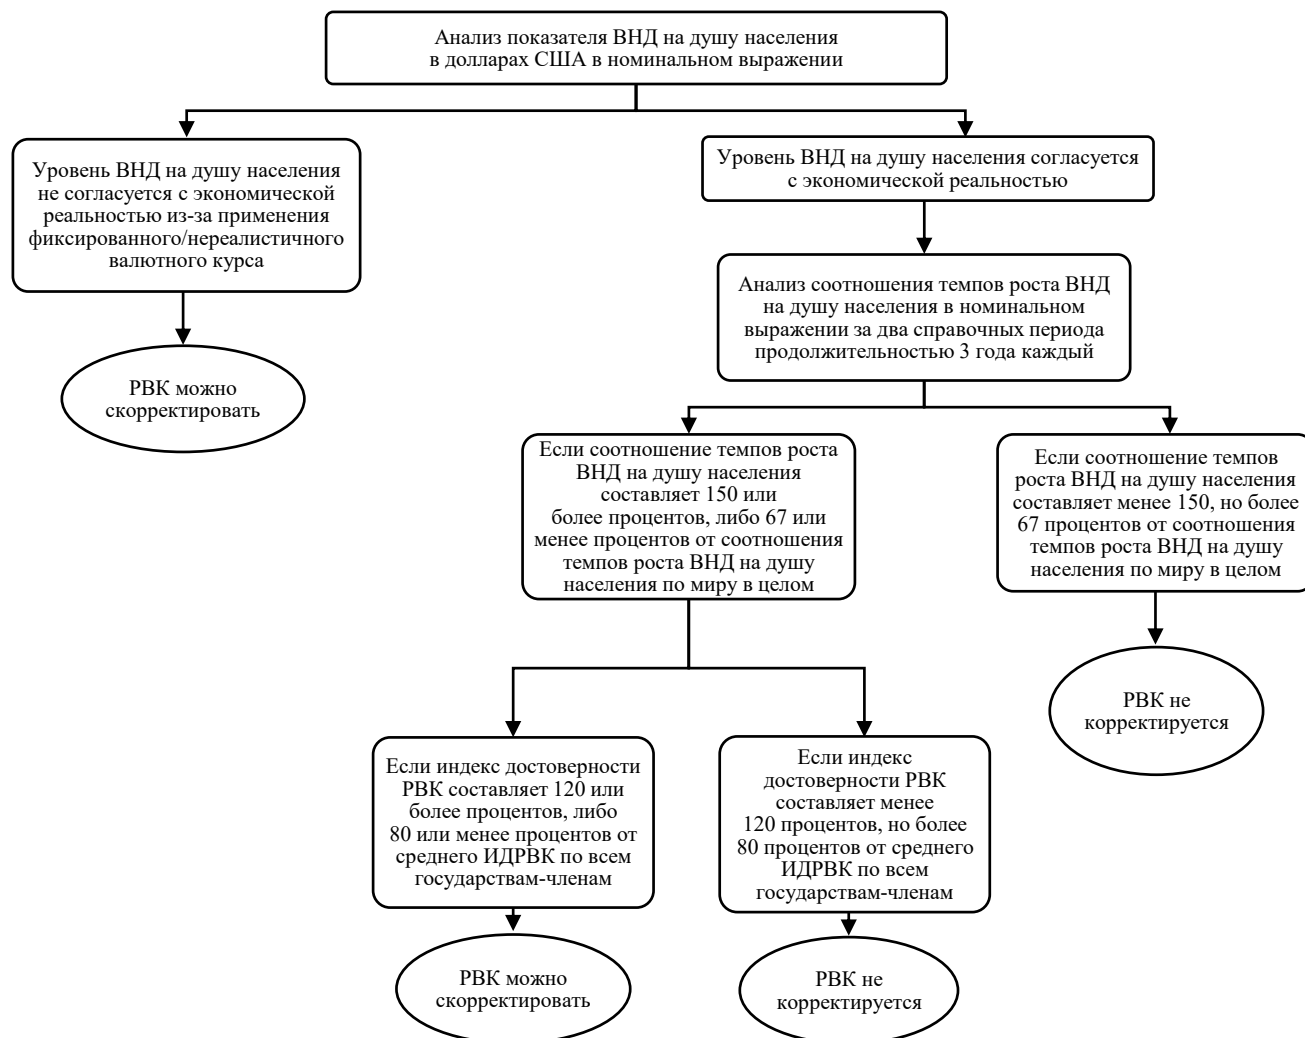 Анализ показателя ВНД на душу населения
в долларах США в номинальном выражении
Уровень ВНД на душу населения
не согласуется с экономической
реальностью из-за применения
фиксированного/нереалистичного
валютного курса
Уровень ВНД на душу населения согласуется
с экономической реальностью
Анализ соотношения темпов роста ВНД
на душу населения в номинальном
выражении за два справочных периода
продолжительностью 3 года каждый
РВК можно
скорректировать
Если соотношение темпов роста
ВНД на душу населения
составляет 150 или
более процентов, либо 67 или
менее процентов от соотношения
темпов роста ВНД на душу
населения по миру в целом
Если соотношение темпов
роста ВНД на душу населения
составляет менее 150, но более
67 процентов от соотношения
темпов роста ВНД на душу
населения по миру в целом
РВК не
корректируется
Если индекс достоверности
РВК составляет 120 или
более процентов, либо
80 или менее процентов от
среднего ИДРВК по всем
государствам-членам
Если индекс
достоверности РВК
составляет менее
120 процентов, но более
80 процентов от среднего
ИДРВК по всем
государствам-членам
РВК можно
скорректировать
РВК не
корректируется